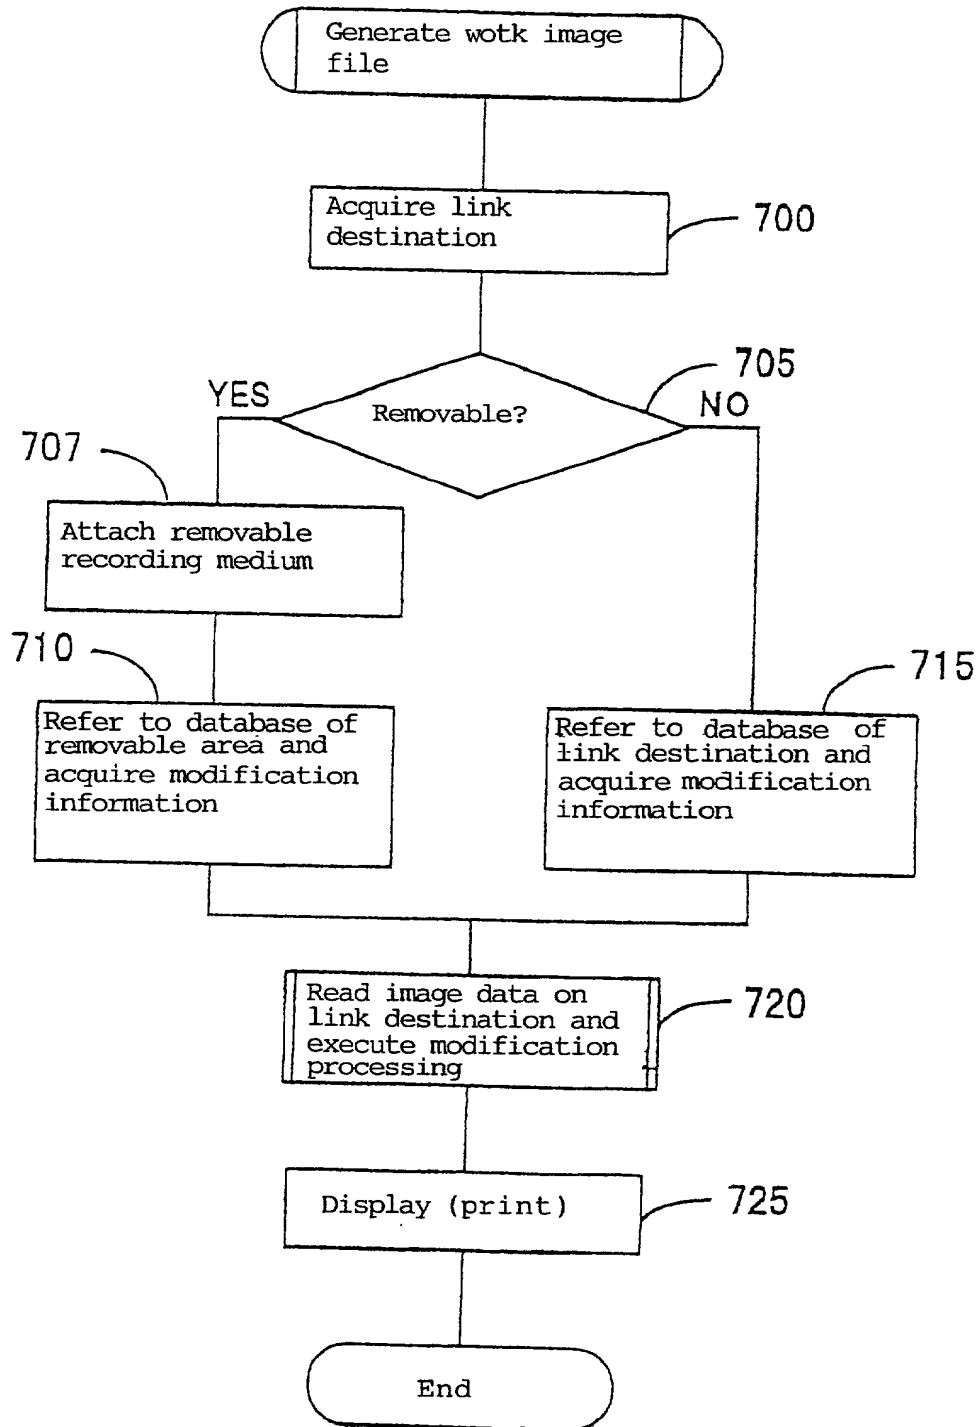 Generate wotk image
file
Acquire link
destination
700
705
YES
Removable?
NO
707
Attach removable
recording medium
710
715
Refer to database of
removable area and
acquire modification
information
Refer to database of
link destination and
acquire modification
information
Read image data on
link destination and
execute modification
processing
720
Display (print)
725
End